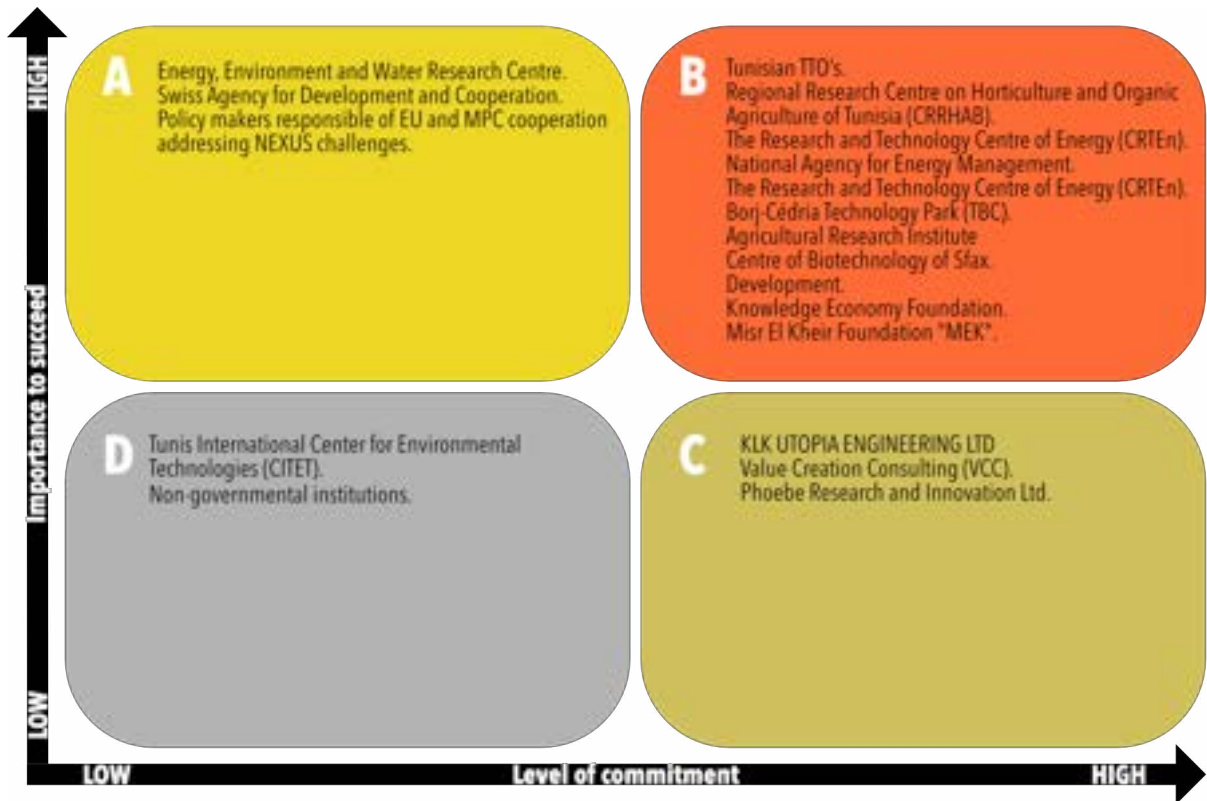 HIGH
Importance to succeed
LOW
A
Energy, Environment and Water Research Centre.
Swiss Agency for Development and Cooperation.
Policy makers responsible of EU and MPC cooperation
addressing NEXUS challenges.
B
Tunisian TTO's.
Regional Research Centre on Horticulture and Organic
Agriculture of Tunisia (CRRHAB).
The Research and Technology Centre of Energy (CRTEn).
National Agency for Energy Management.
The Research and Technology Centre of Energy (CRTEn).
Borj-Cédria Technology Park (TBC).
Agricultural Research Institute
Centre of Biotechnology of Sfax.
Development.
Knowledge Economy Foundation.
Misr El Kheir Foundation "MEK".
D
Tunis International Center for Environmental
Technologies (CITET).
Non-governmental institutions.
C
KLK UTOPIA ENGINEERING LTD
Value Creation Consulting (VCC).
Phoebe Research and Innovation Ltd.
LOW
Level of commitment
HIGH